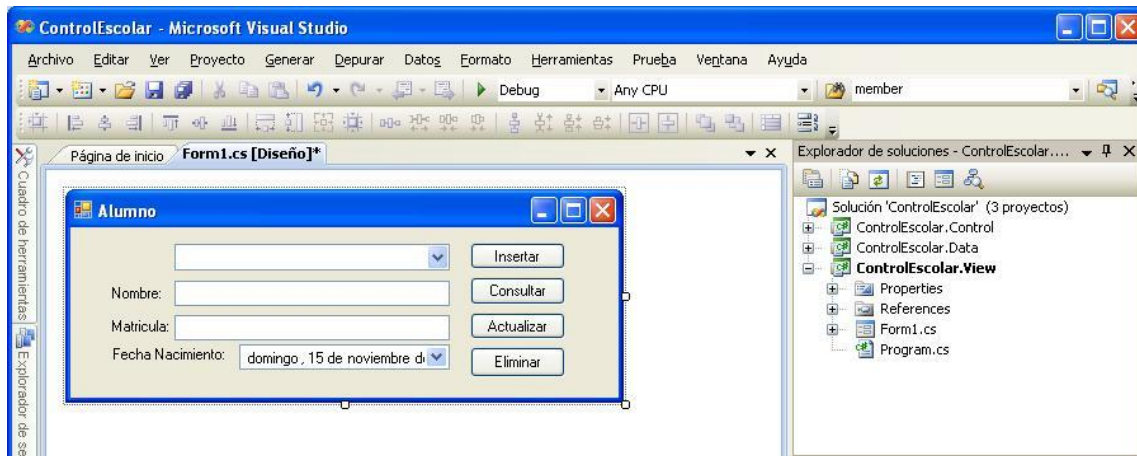 ControlEscolar - Microsoft Visual Studio
Archivo Editar Ver Proyecto Generar Depurar Datos Formato Herramientas Prueba Ventana Ayuda
Debug Any CPU member
Página de inicio Form1.cs [Diseño]*
Explorador de soluciones - ControlEscolar....
Cuadro de herramientas
Explorador de se
Alumno
Insertar
Nombre:
Consultar
Matricula:
Actualizar
Fecha Nacimiento: domingo , 15 de noviembre d
Eliminar
Solución 'ControlEscolar' (3 proyectos)
ControlEscolar.Control
ControlEscolar.Data
ControlEscolar.View
Properties
References
Form1.cs
Program.cs